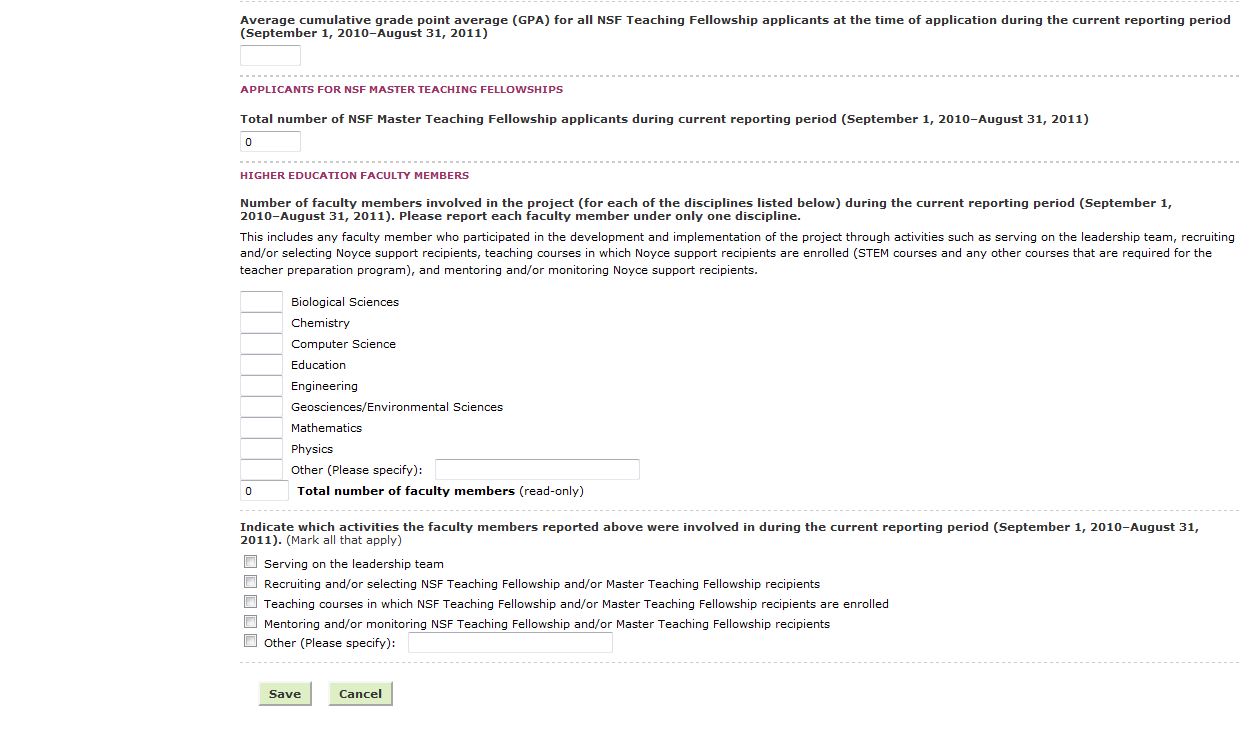 Average cumulative grade point average (GPA) for all NSF Teaching Fellowship applicants at the time of application during the current reporting period
(September 1, 2010–August 31, 2011)
APPLICANTS FOR NSF MASTER TEACHING FELLOWSHIPS
Total number of NSF Master Teaching Fellowship applicants during current reporting period (September 1, 2010–August 31, 2011)
0
HIGHER EDUCATION FACULTY MEMBERS
Number of faculty members involved in the project (for each of the disciplines listed below) during the current reporting period (September 1,
2010–August 31, 2011). Please report each faculty member under only one discipline.
This includes any faculty member who participated in the development and implementation of the project through activities such as serving on the leadership team, recruiting
and/or selecting Noyce support recipients, teaching courses in which Noyce support recipients are enrolled (STEM courses and any other courses that are required for the
teacher preparation program), and mentoring and/or monitoring Noyce support recipients.
Biological Sciences
Chemistry
Computer Science
Education
Engineering
Geosciences/Environmental Sciences
Mathematics
Physics
Other (Please specify):
0 Total number of faculty members (read-only)
Indicate which activities the faculty members reported above were involved in during the current reporting period (September 1, 2010–August 31,
2011). (Mark all that apply)
Serving on the leadership team
Recruiting and/or selecting NSF Teaching Fellowship and/or Master Teaching Fellowship recipients
Teaching courses in which NSF Teaching Fellowship and/or Master Teaching Fellowship recipients are enrolled
Mentoring and/or monitoring NSF Teaching Fellowship and/or Master Teaching Fellowship recipients
Other (Please specify):
Save Cancel